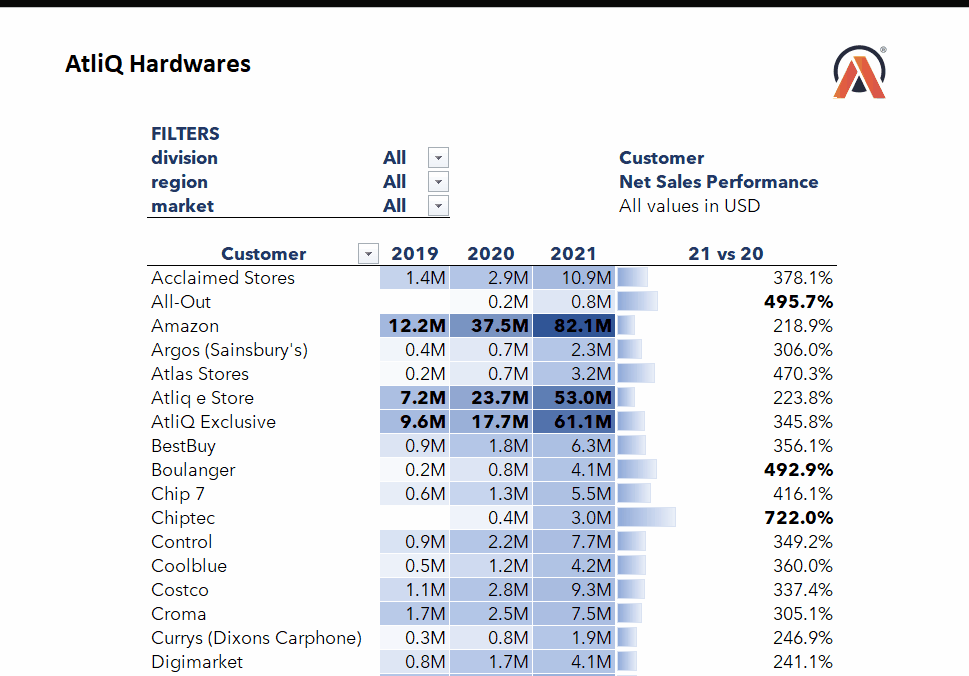 AtliQ Hardwares
®
FILTERS
division All
region All
market All
Customer
Net Sales Performance
All values in USD
Customer 2019 2020 2021 21 vs 20
Acclaimed Stores 1.4M 2.9M 10.9M 378.1%
All-Out 0.2M 0.8M 495.7%
Amazon 12.2M 37.5M 82.1M 218.9%
Argos (Sainsbury's) 0.4M 0.7M 2.3M 306.0%
Atlas Stores 0.2M 0.7M 3.2M 470.3%
Atliq e Store 7.2M 23.7M 53.0M 223.8%
AtliQ Exclusive 9.6M 17.7M 61.1M 345.8%
BestBuy 0.9M 1.8M 6.3M 356.1%
Boulanger 0.2M 0.8M 4.1M 492.9%
Chip 7 0.6M 1.3M 5.5M 416.1%
Chiptec 0.4M 3.0M 722.0%
Control 0.9M 2.2M 7.7M 349.2%
Coolblue 0.5M 1.2M 4.2M 360.0%
Costco 1.1M 2.8M 9.3M 337.4%
Croma 1.7M 2.5M 7.5M 305.1%
Currys (Dixons Carphone) 0.3M 0.8M 1.9M 246.9%
Digimarket 0.8M 1.7M 4.1M 241.1%